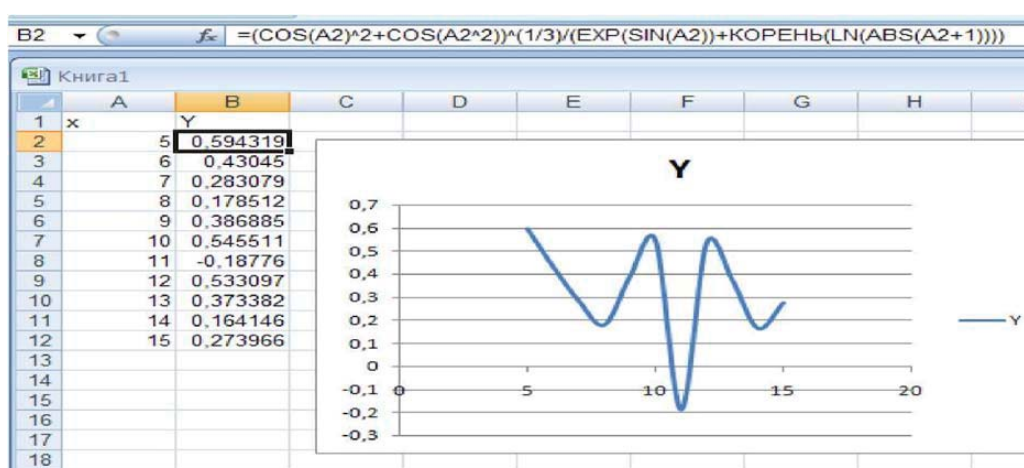 B2 fx =(COS(A2)^2+COS(A2^2))^(1/3)/(EXP(SIN(A2))+КОРЕНЬ(LN(ABS(A2+1))))
Книга1
A B C D E F G H
1 x Y
2 5 0,594319
3 6 0,43045
4 7 0,283079
5 8 0,178512
6 9 0,386885
7 10 0,545511
8 11 -0,18776
9 12 0,533097
10 13 0,373382
11 14 0,164146
12 15 0,273966
13
14
15
16
17
18
Y
0,7
0,6
0,5
0,4
0,3
0,2
0,1
0
-0,1
-0,2
-0,3
0 5 10 15 20
Y